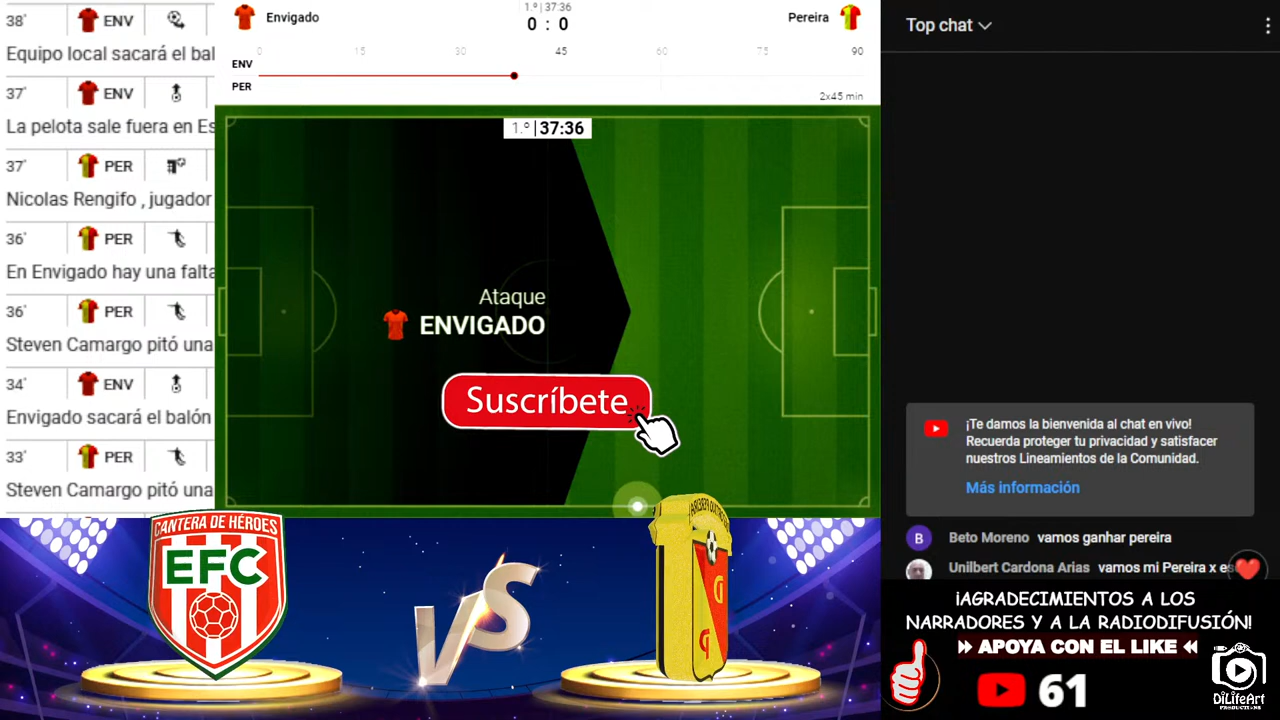 38' ENV
Equipo local sacará el bal
37' ENV
La pelota sale fuera en Es
37' PER
Nicolas Rengifo , jugador
36' PER
En Envigado hay una falta
36' PER
Steven Camargo pitó una
34' ENV
Envigado sacará el balón
33' PER
Steven Camargo pitó una
Envigado
1.º | 37:36
0 : 0
Pereira
0 15 30 45 60 75 90
ENV
PER
2x45 min
1.º | 37:36
Ataque
ENVIGADO
Suscríbete
CANTERA DE HÉROES
EFC
VS
Top chat
¡Te damos la bienvenida al chat en vivo!
Recuerda proteger tu privacidad y satisfacer
nuestros Lineamientos de la Comunidad.
Más información
B Beto Moreno vamos ganhar pereira
Unilbert Cardona Arias vamos mi Pereira x es
¡AGRADECIMIENTOS A LOS
NARRADORES Y A LA RADIODIFUSIÓN!
APOYA CON EL LIKE
61
DiLifeArt
PRODUCTIONS